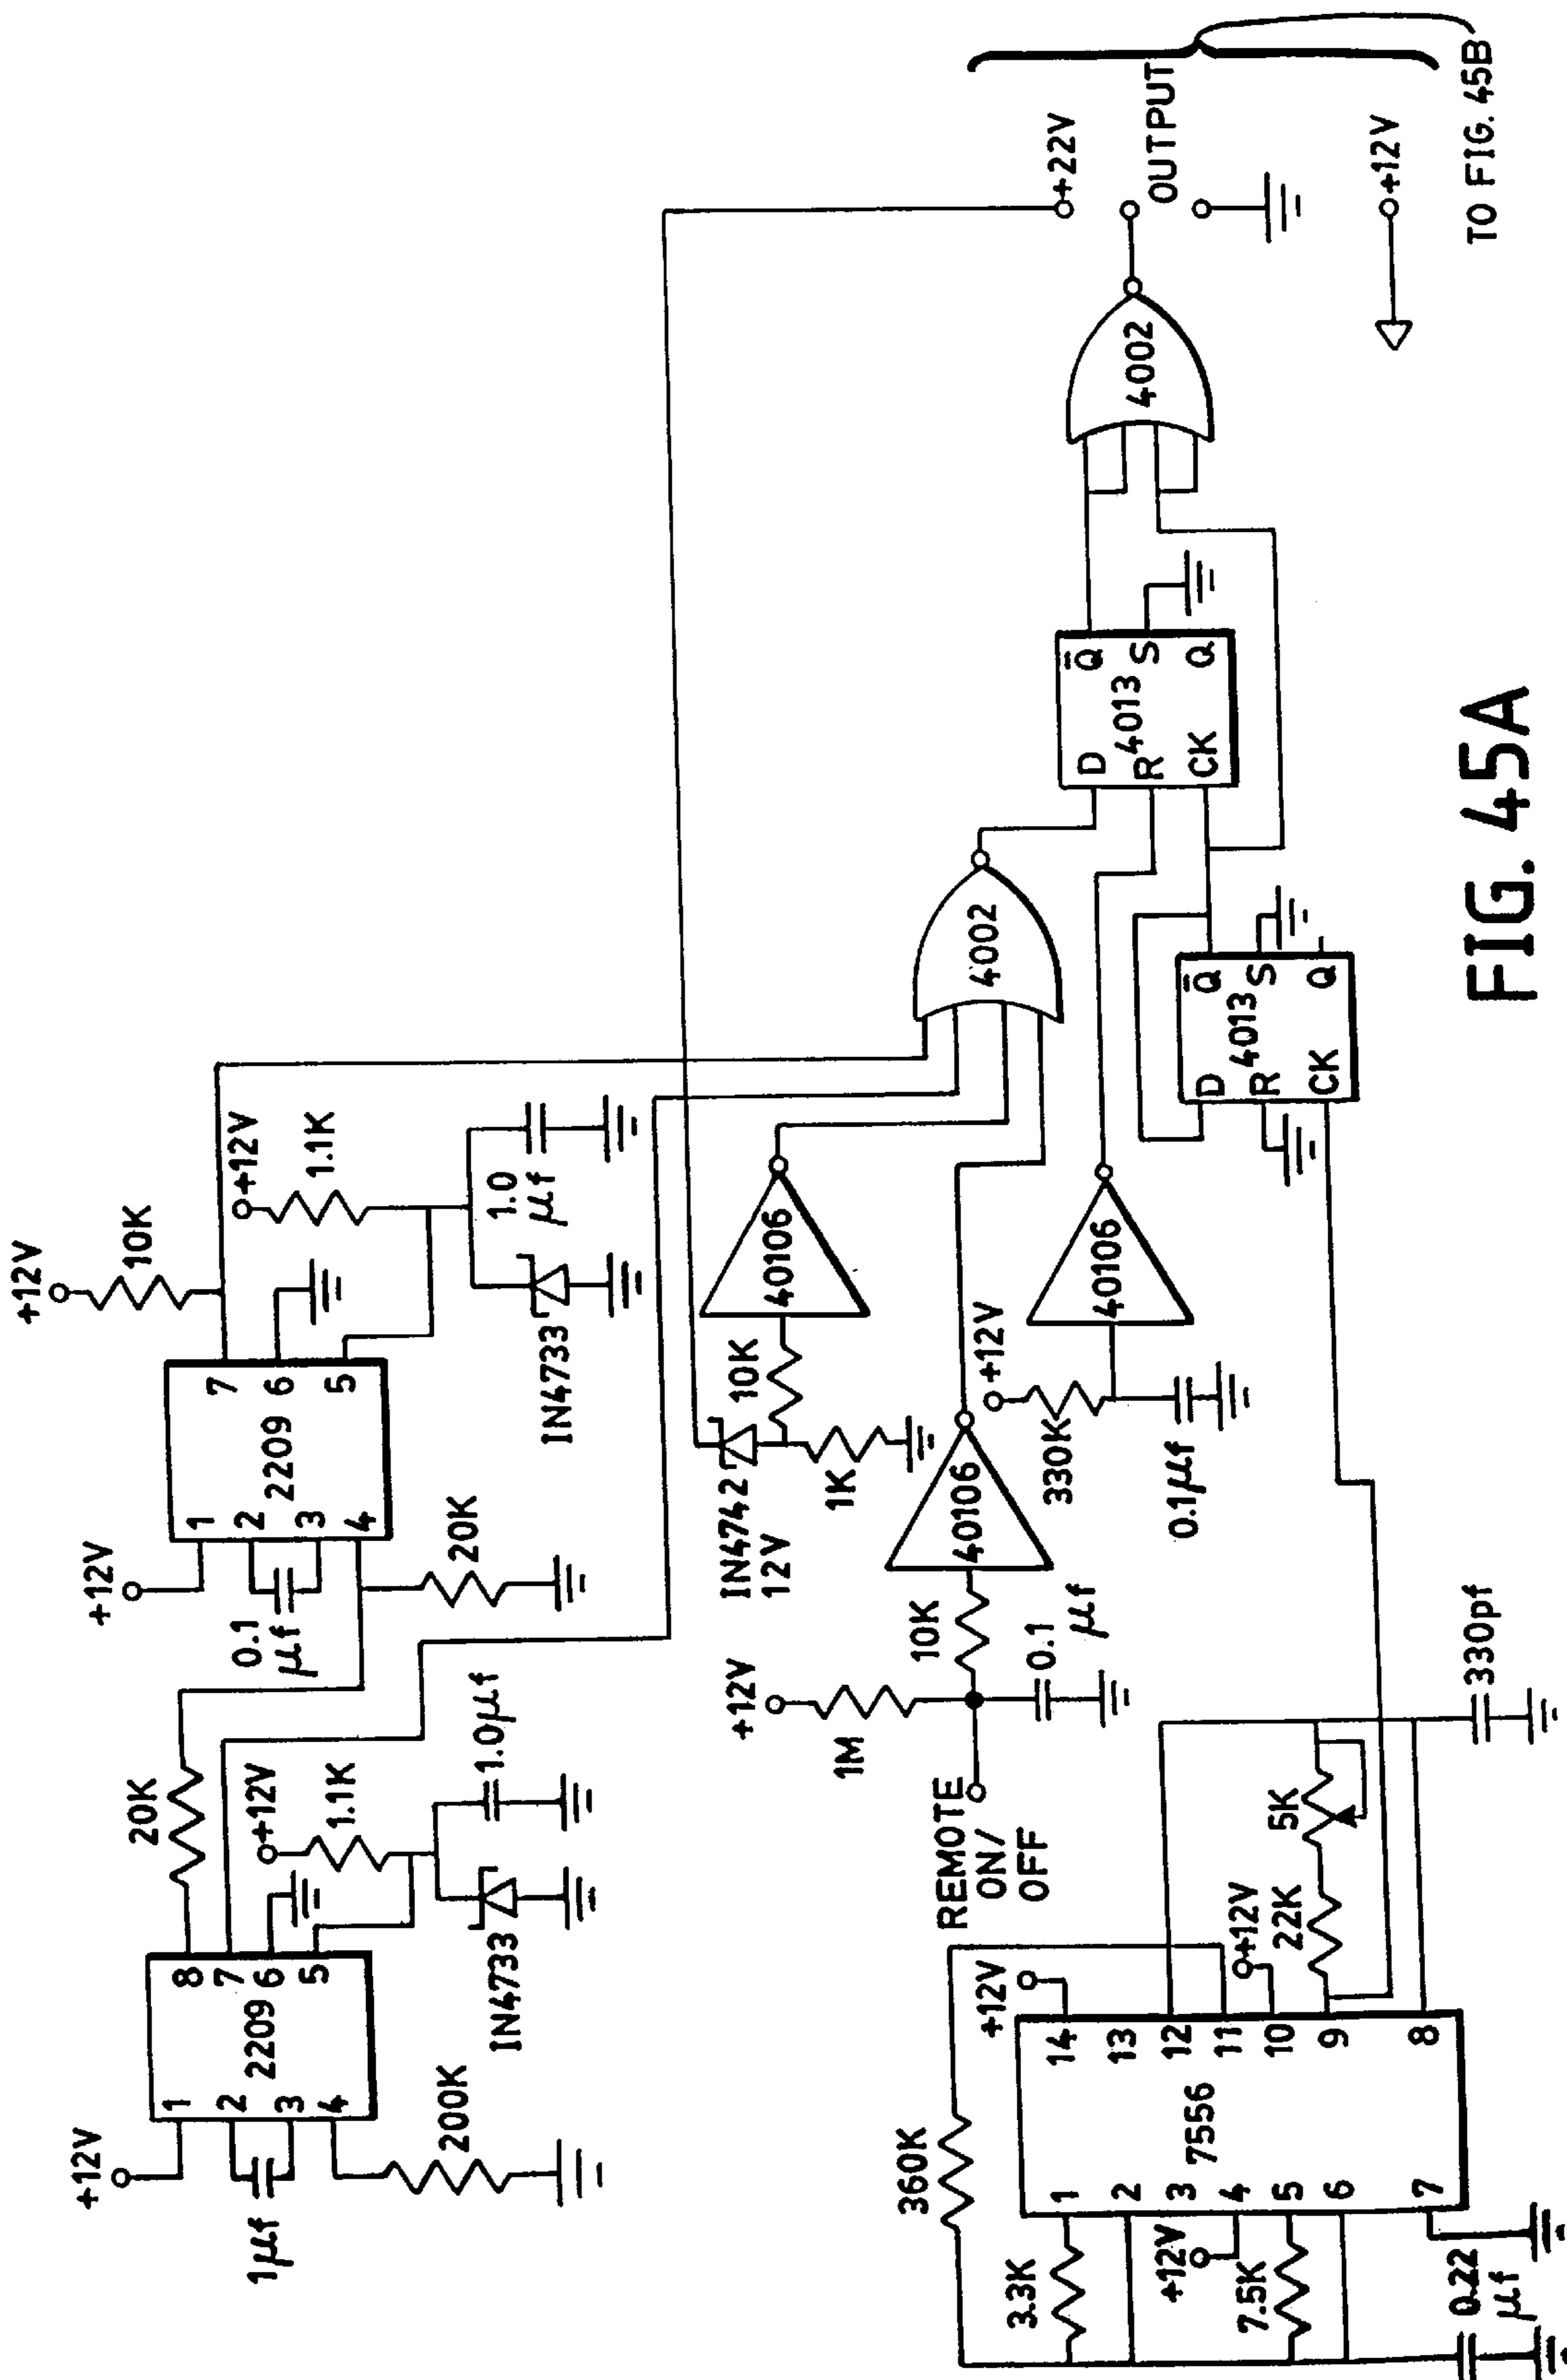 +12V
1
2
3
4
2209
8
7
6
5
1µf
200K
20K
+12V
1.1K
1.0µf
IN4733
+12V
0.1
µf
1
2
3
4
2209
7
6
5
20K
+12V
10K
+12V
1.1K
1.0
µf
IN4733
IN4742
12V
10K
1K
40106
REMOTE
ON/
OFF
+12V
1M
0.1
µf
10K
40106
+12V
330K
0.1µf
40106
4002
360K
3.3K
+12V
7.5K
0.22
µf
1
2
3
4
5
6
7
7556
14
13
12
11
10
9
8
+12V
+12V
22K
5K
330pf
D
R
CK
4013
Q̄
S
Q
D
R
CK
4013
Q̄
S
Q
4002
+22V
OUTPUT
+12V
TO FIG. 45B
FIG. 45A